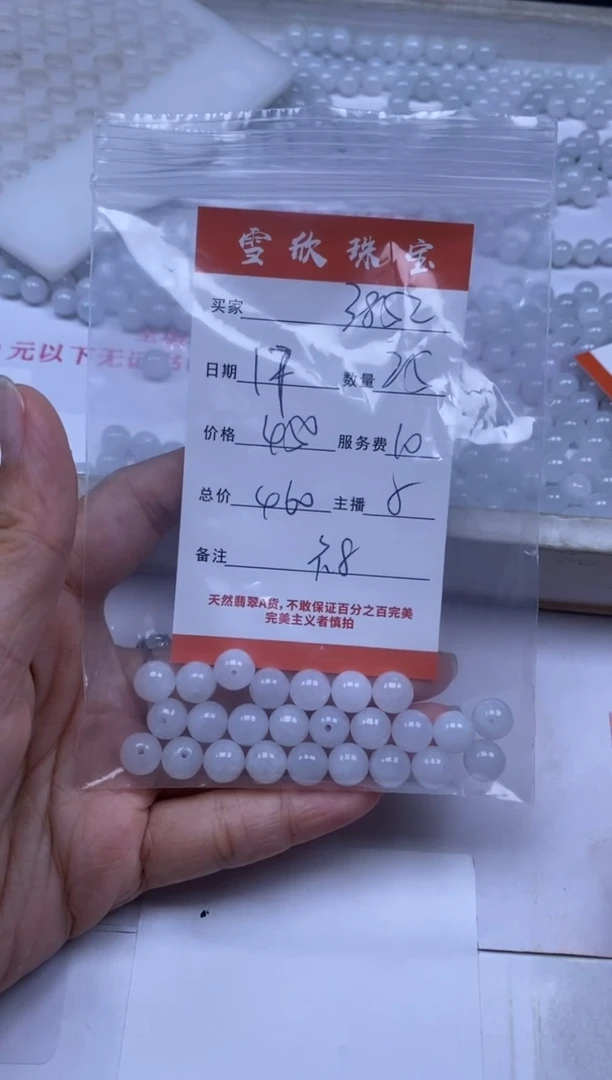 雪欣珠宝
买家 3852
日期 17 数量 25
价格 450 服务费 10
总价 460 主播 8
备注
天然翡翠A货,不敢保证百分之百完美
完美主义者慎拍
元以下无证